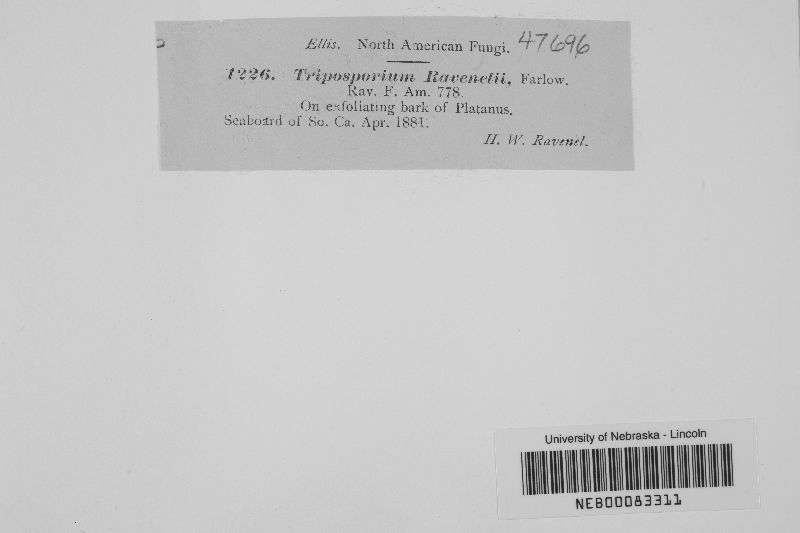 Ellis. North American Fungi. 47696
1226. Triposporium Ravenelii, Farlow.
Rav. F. Am. 778.
On exfoliating bark of Platanus.
Seaboard of So. Ca. Apr. 1881.
H. W. Ravenel.
University of Nebraska - Lincoln
NEB00083311